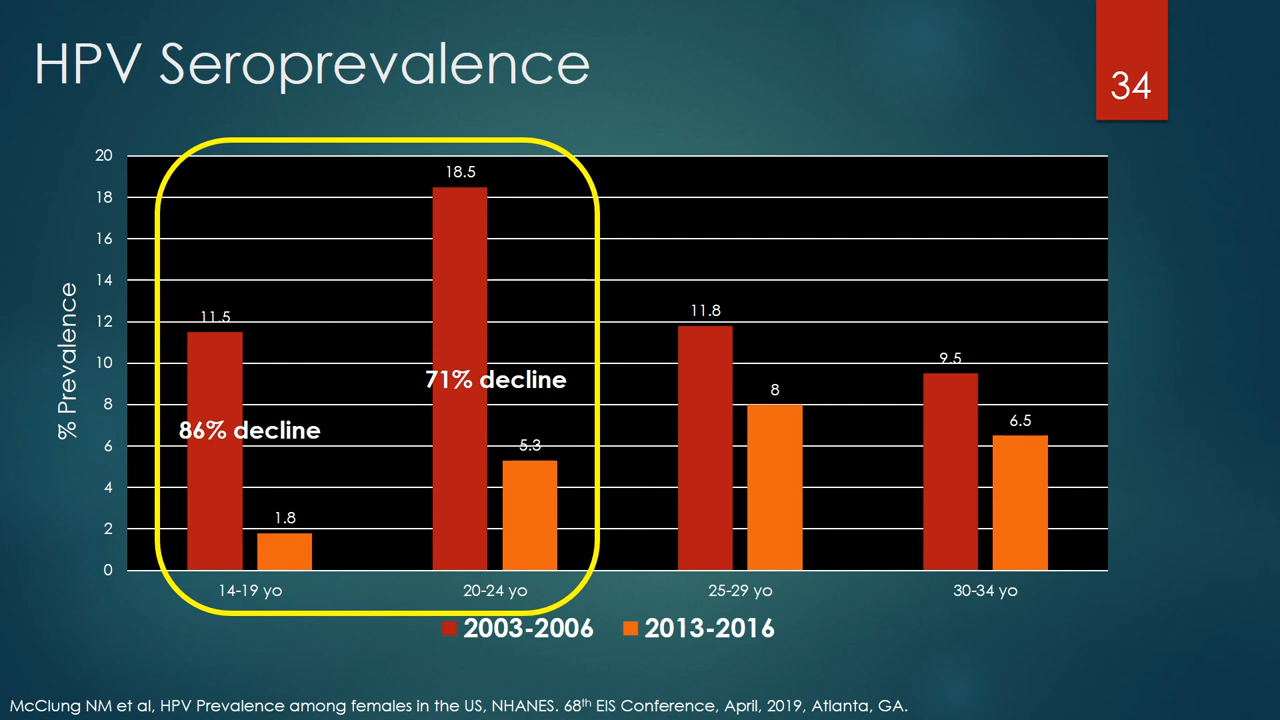 HPV Seroprevalence
34
% Prevalence
20
18
16
14
12
10
8
6
4
2
0
11.5
1.8
86% decline
18.5
5.3
71% decline
11.8
8
9.5
6.5
14-19 yo
20-24 yo
25-29 yo
30-34 yo
2003-2006
2013-2016
McClung NM et al, HPV Prevalence among females in the US, NHANES. 68th EIS Conference, April, 2019, Atlanta, GA.